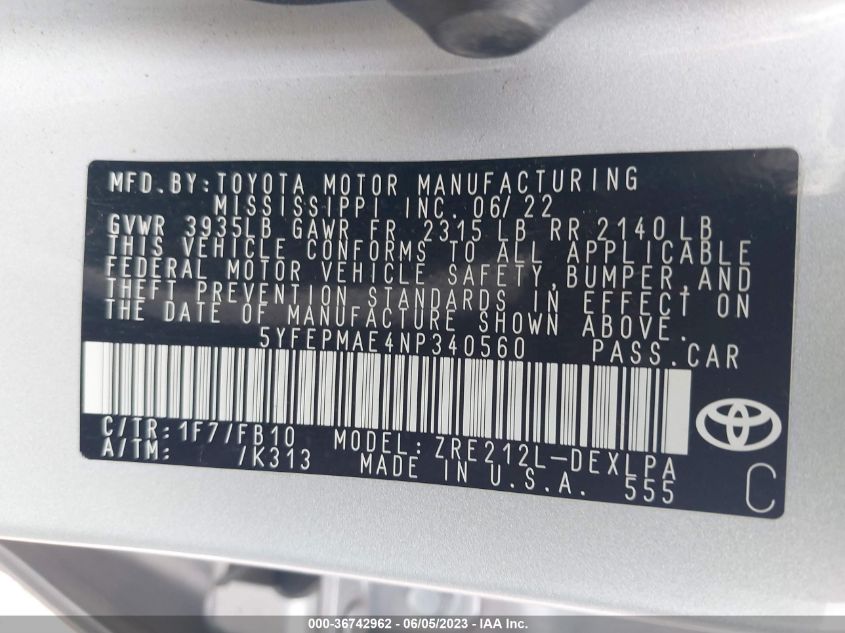 MFD. BY: TOYOTA MOTOR MANUFACTURING
MISSISSIPPI INC. 06/22
GVWR 3935LB GAWR FR 2315 LB RR 2140 LB
THIS VEHICLE CONFORMS TO ALL APPLICABLE
FEDERAL MOTOR VEHICLE SAFETY, BUMPER, AND
THEFT PREVENTION STANDARDS IN EFFECT ON
THE DATE OF MANUFACTURE SHOWN ABOVE.
5YFEPMAE4NP340560 PASS. CAR
C/TR: 1F7/FB10 MODEL: ZRE212L-DEXLPA
A/TM: /K313 MADE IN U.S.A. 555
C
000-36742962 - 06/05/2023 - IAA Inc.